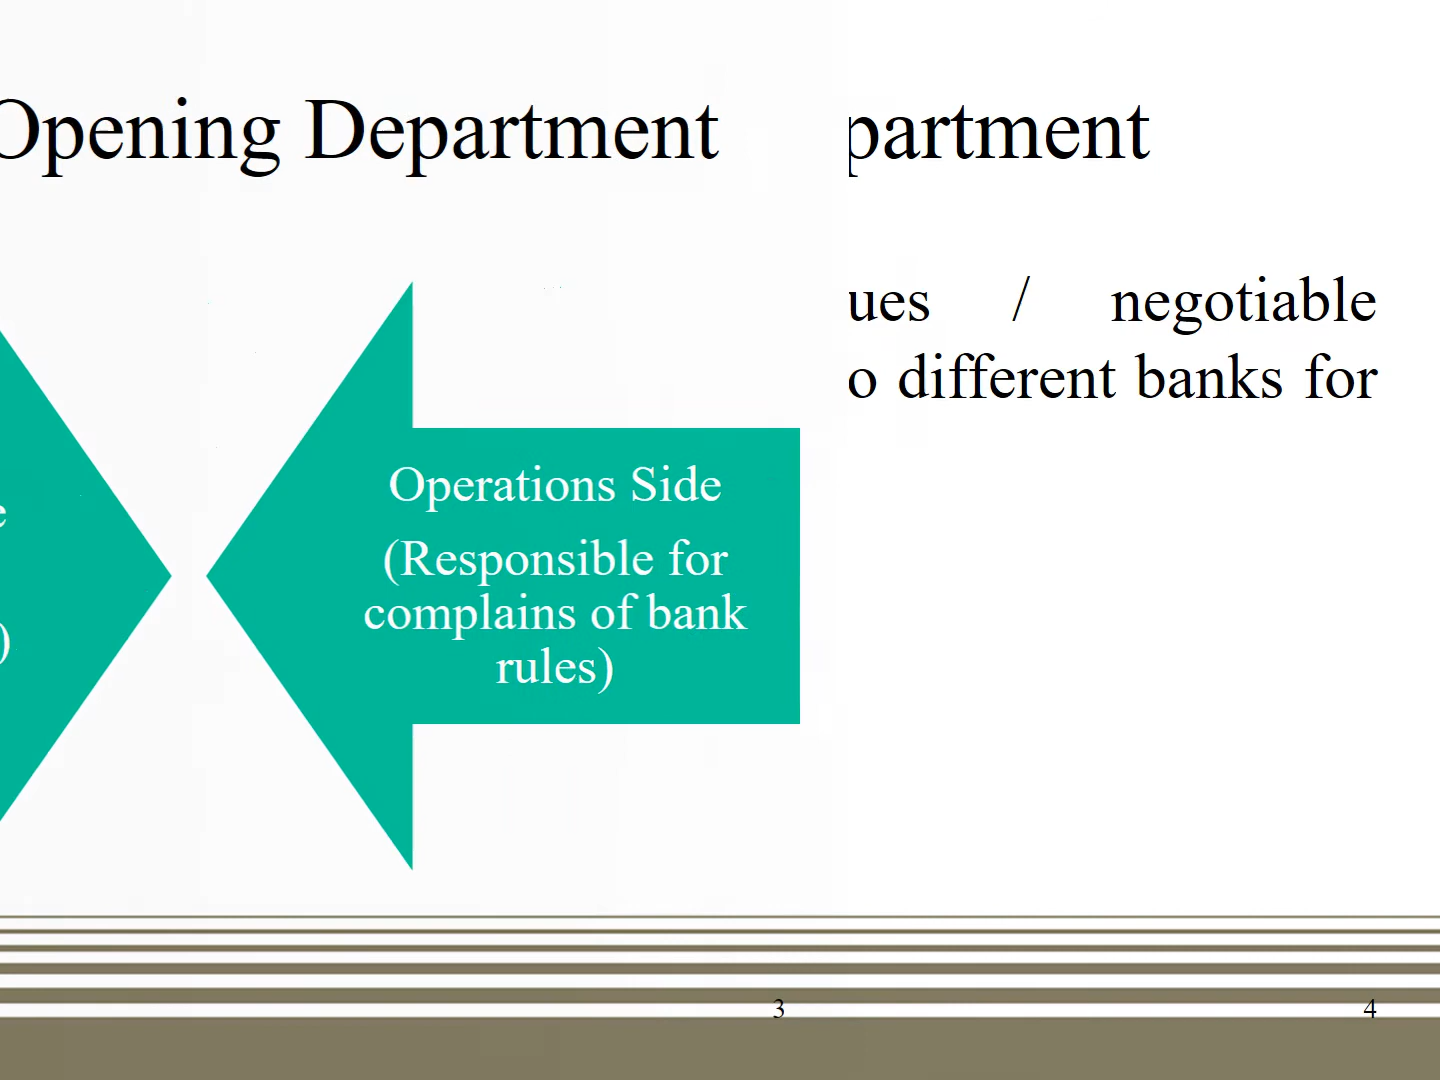 Opening Department
partment
ues / negotiable
o different banks for
e
)
Operations Side
(Responsible for
complains of bank
rules)
3
4